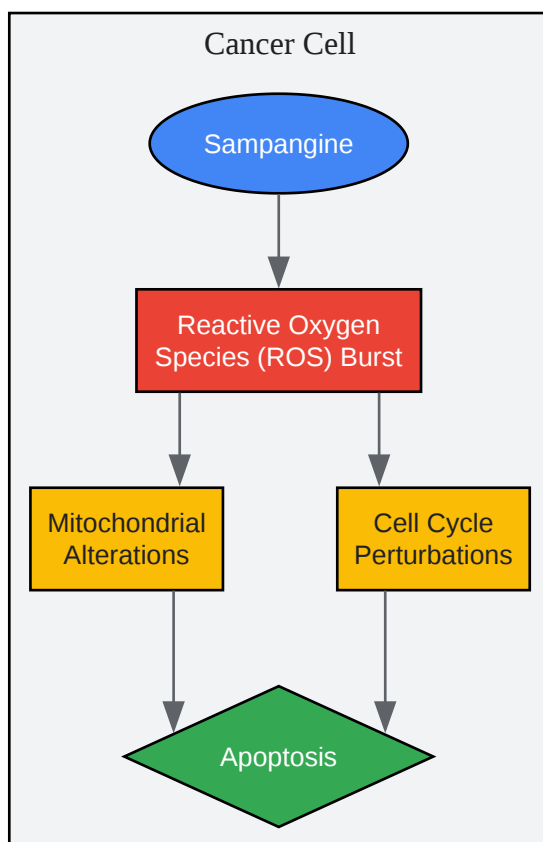 Cancer Cell
Sampangine
Reactive Oxygen
Species (ROS) Burst
Mitochondrial
Alterations
Cell Cycle
Perturbations
Apoptosis